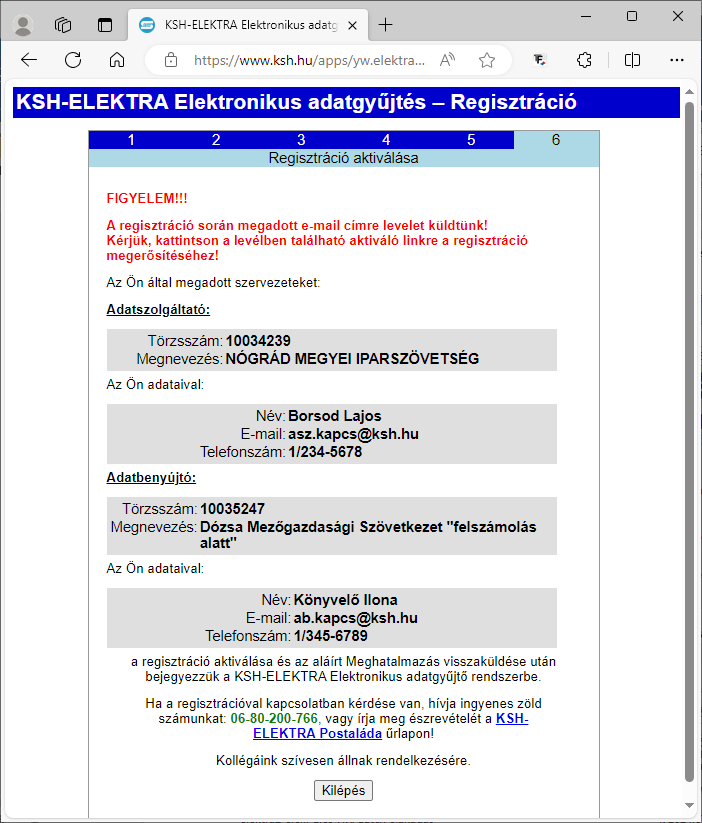 KSH-ELEKTRA Elektronikus adatg
https://www.ksh.hu/apps/yw.elektra...
KSH-ELEKTRA Elektronikus adatgyűjtés – Regisztráció
1 2 3 4 5 6
Regisztráció aktiválása
FIGYELEM!!!
A regisztráció során megadott e-mail címre levelet küldtünk!
Kérjük, kattintson a levélben található aktiváló linkre a regisztráció
megerősítéséhez!
Az Ön által megadott szervezeteket:
Adatszolgáltató:
Törzsszám: 10034239
Megnevezés: NÓGRÁD MEGYEI IPARSZÖVETSÉG
Az Ön adataival:
Név: Borsod Lajos
E-mail: asz.kapcs@ksh.hu
Telefonszám: 1/234-5678
Adatbenyújtó:
Törzsszám: 10035247
Megnevezés: Dózsa Mezőgazdasági Szövetkezet "felszámolás
alatt"
Az Ön adataival:
Név: Könyvelő Ilona
E-mail: ab.kapcs@ksh.hu
Telefonszám: 1/345-6789
a regisztráció aktiválása és az aláírt Meghatalmazás visszaküldése után
bejegyezzük a KSH-ELEKTRA Elektronikus adatgyűjtő rendszerbe.
Ha a regisztrációval kapcsolatban kérdése van, hívja ingyenes zöld
számunkat: 06-80-200-766, vagy írja meg észrevételét a KSH-
ELEKTRA Postaláda űrlapon!
Kollégáink szívesen állnak rendelkezésére.
Kilépés